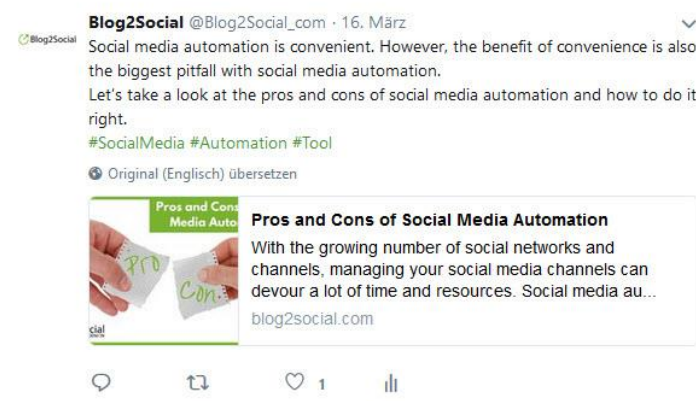 Blog2Social @Blog2Social_com · 16. März
Blog2Social
Social media automation is convenient. However, the benefit of convenience is also
the biggest pitfall with social media automation.
Let's take a look at the pros and cons of social media automation and how to do it
right.
#SocialMedia #Automation #Tool
Original (Englisch) übersetzen
Pros and Cons
Media Auto
Pro
Con
cial
Pros and Cons of Social Media Automation
With the growing number of social networks and
channels, managing your social media channels can
devour a lot of time and resources. Social media au...
blog2social.com
1